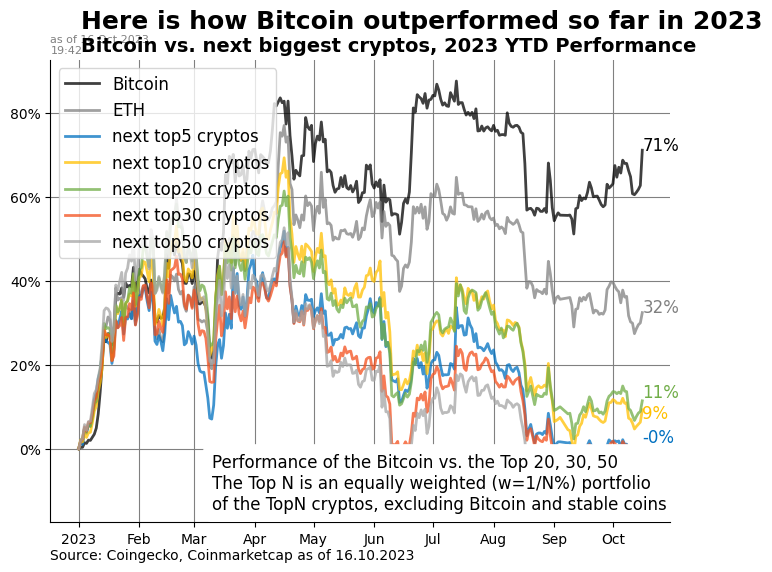 Here is how Bitcoin outperformed so far in 2023
as of 16 Oct 2023
19:42
Bitcoin vs. next biggest cryptos, 2023 YTD Performance
Bitcoin
ETH
next top5 cryptos
next top10 cryptos
next top20 cryptos
next top30 cryptos
next top50 cryptos
80%
60%
40%
20%
0%
71%
32%
11%
9%
-0%
Performance of the Bitcoin vs. the Top 20, 30, 50
The Top N is an equally weighted (w=1/N%) portfolio
of the TopN cryptos, excluding Bitcoin and stable coins
2023 Feb Mar Apr May Jun Jul Aug Sep Oct
Source: Coingecko, Coinmarketcap as of 16.10.2023